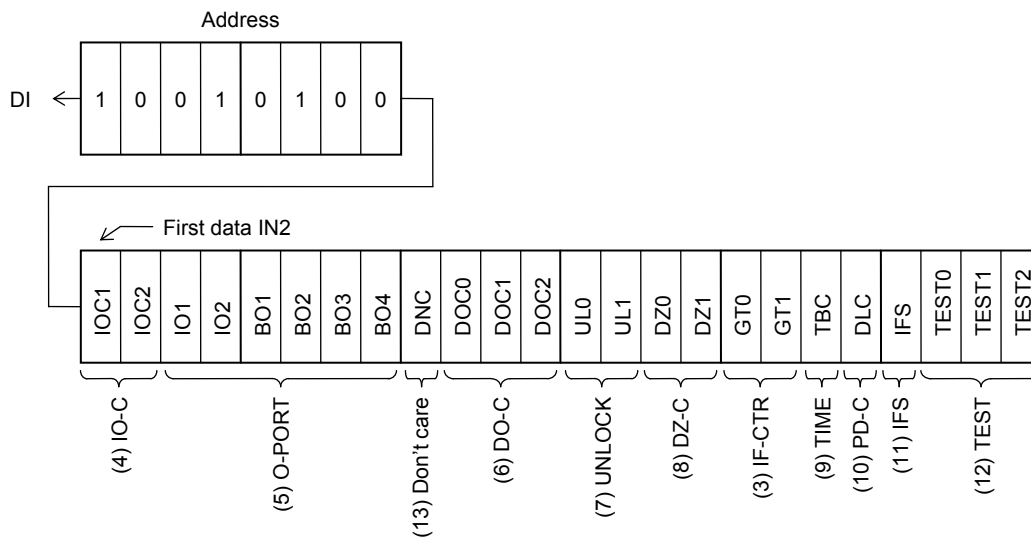 Address
DI
1 0 0 1 0 1 0 0
First data IN2
IOC1 IOC2 IO1 IO2 BO1 BO2 BO3 BO4 DNC DOC0 DOC1 DOC2 UL0 UL1 DZ0 DZ1 GT0 GT1 TBC DLC IFS TEST0 TEST1 TEST2
(4) IO-C
(5) O-PORT
(13) Don't care
(6) DO-C
(7) UNLOCK
(8) DZ-C
(3) IF-CTR
(9) TIME
(10) PD-C
(11) IFS
(12) TEST